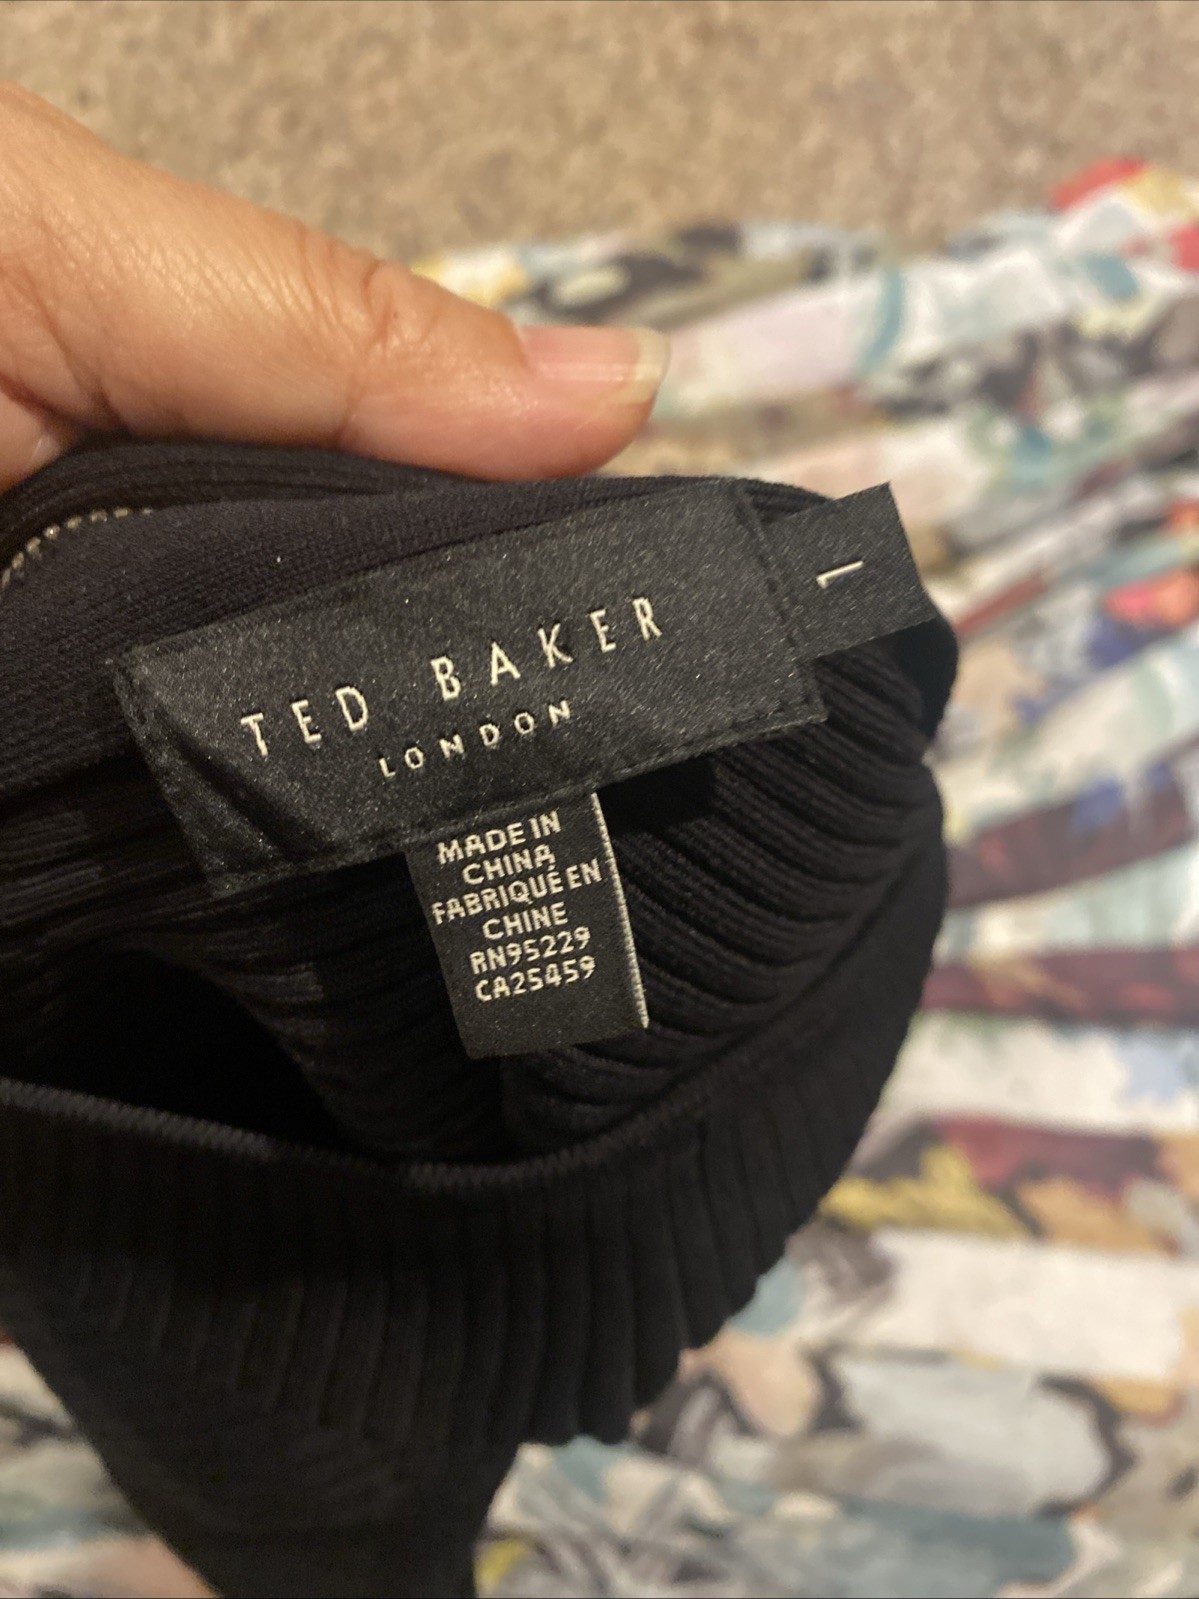 TED BAKER
LONDON
1
MADE IN
CHINA
FABRIQUÉ EN
CHINE
RN95229
CA25459